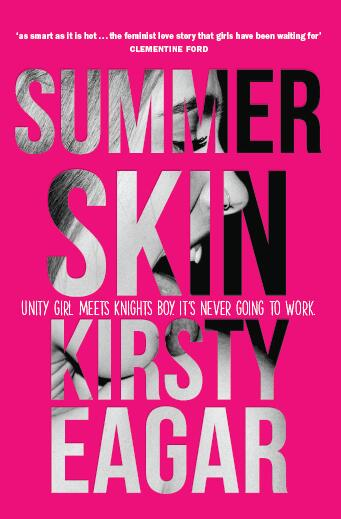 'as smart as it is hot...the feminist love story that girls have been waiting for'
CLEMENTINE FORD
SUMMER
SKIN
UNITY GIRL MEETS KNIGHTS BOY. IT'S NEVER GOING TO WORK.
KIRSTY
EAGAR